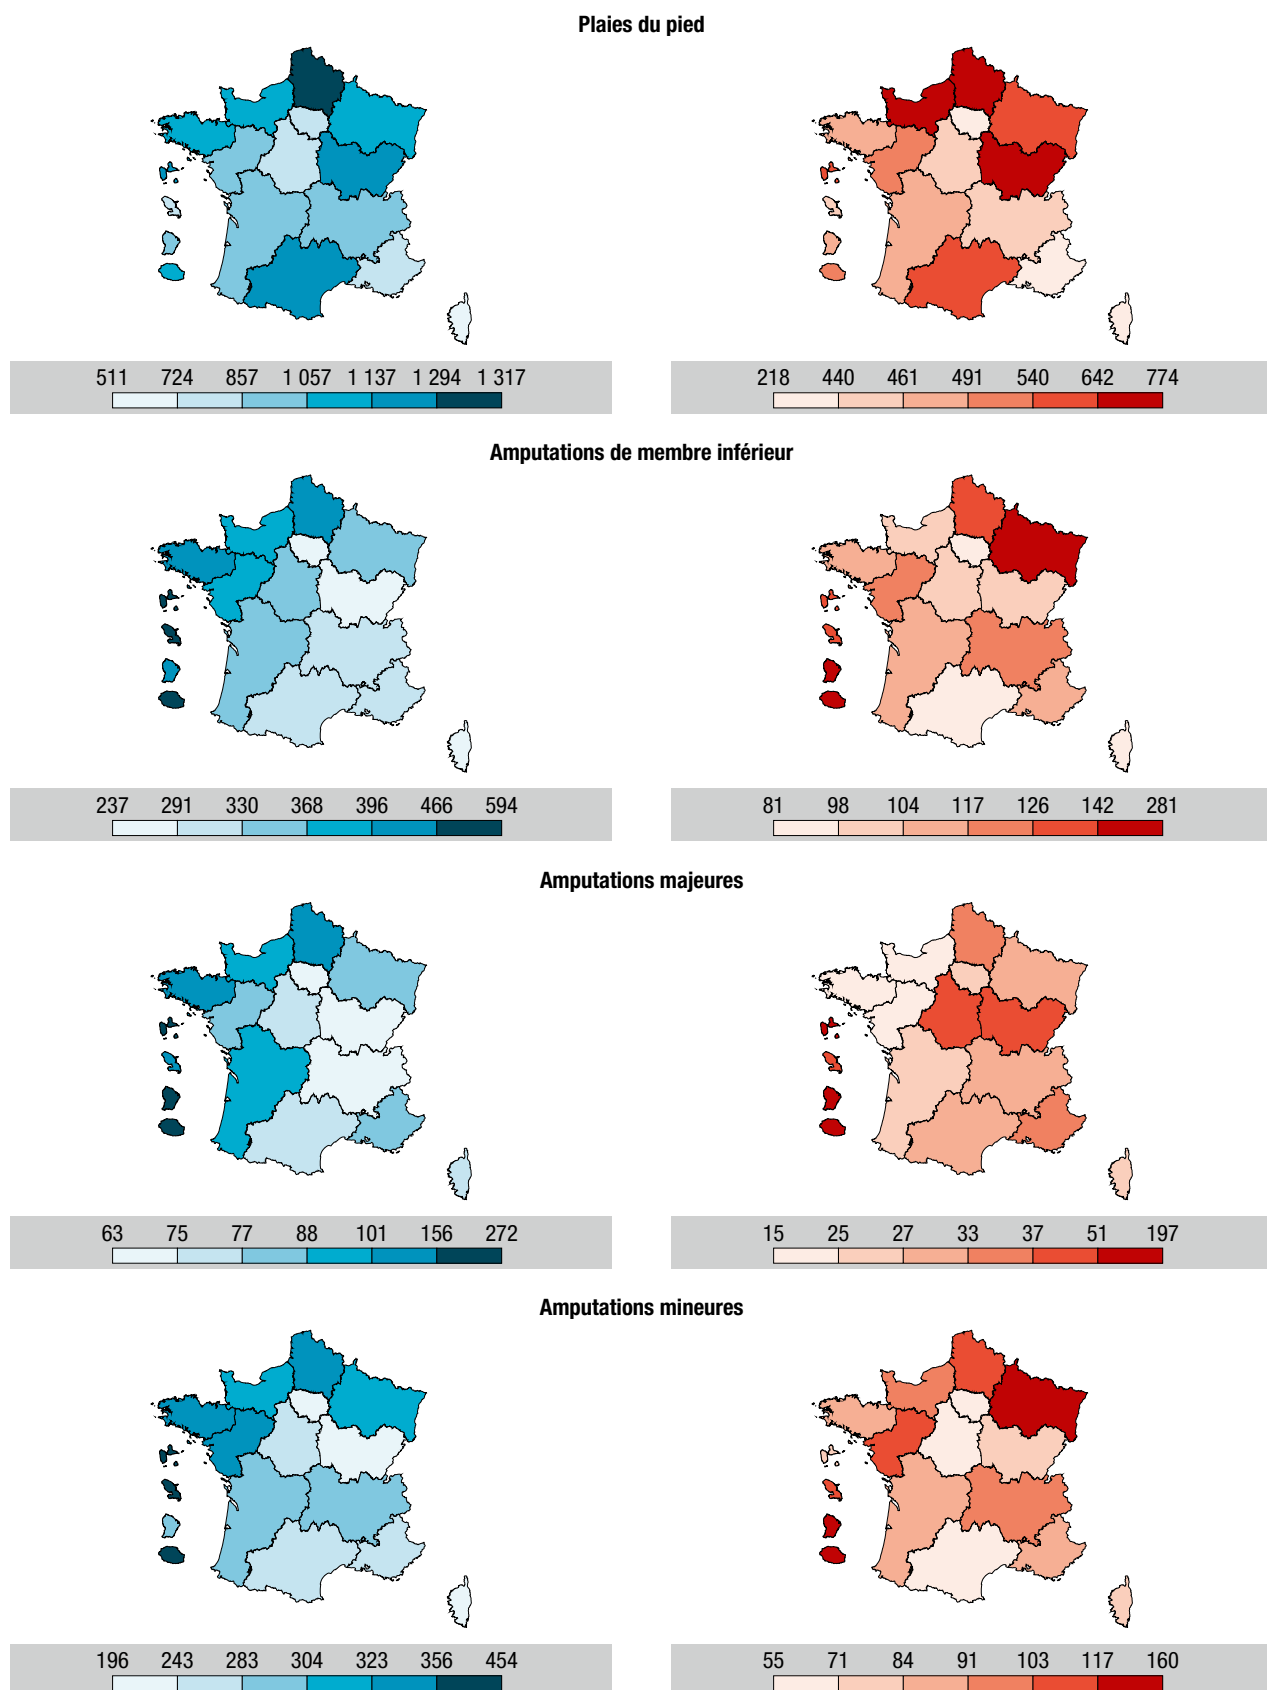 Plaies du pied
511 724 857 1 057 1 137 1 294 1 317
218 440 461 491 540 642 774
Amputations de membre inférieur
237 291 330 368 396 466 594
81 98 104 117 126 142 281
Amputations majeures
63 75 77 88 101 156 272
15 25 27 33 37 51 197
Amputations mineures
196 243 283 304 323 356 454
55 71 84 91 103 117 160